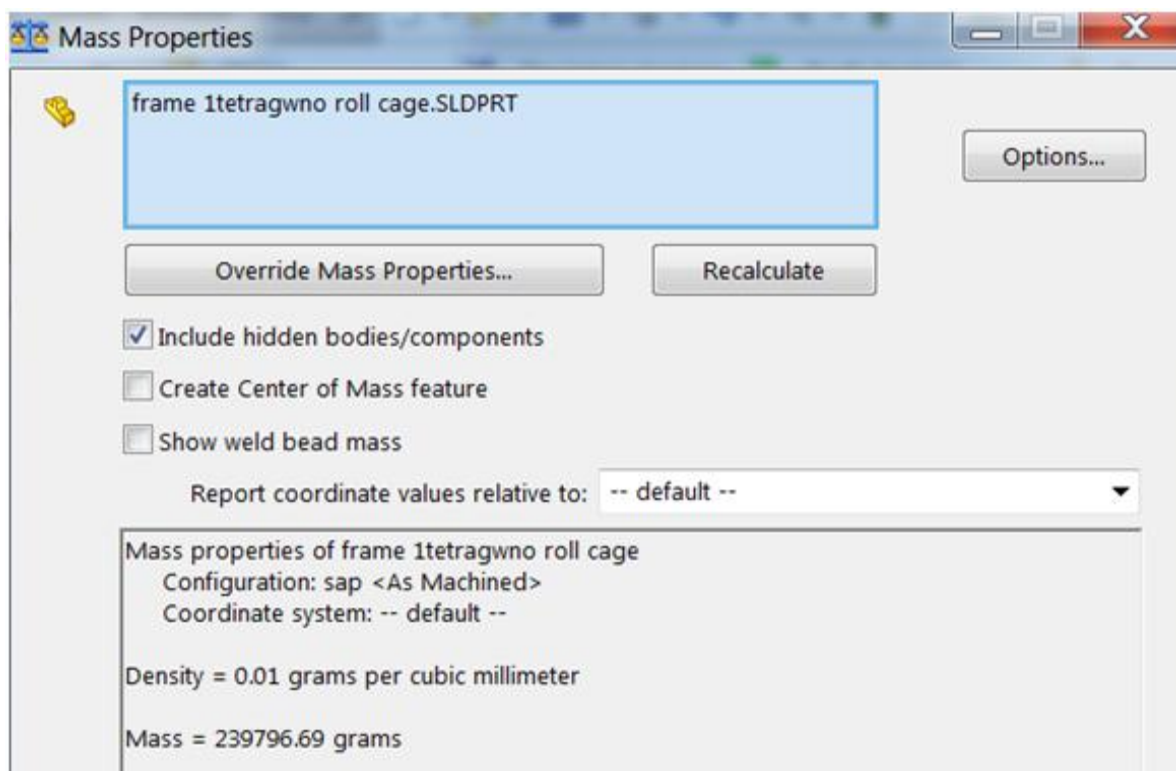 Mass Properties
frame 1tetragwno roll cage.SLDPRT
Options...
Override Mass Properties...
Recalculate
Include hidden bodies/components
Create Center of Mass feature
Show weld bead mass
Report coordinate values relative to: -- default --
Mass properties of frame 1tetragwno roll cage
Configuration: sap <As Machined>
Coordinate system: -- default --
Density = 0.01 grams per cubic millimeter
Mass = 239796.69 grams